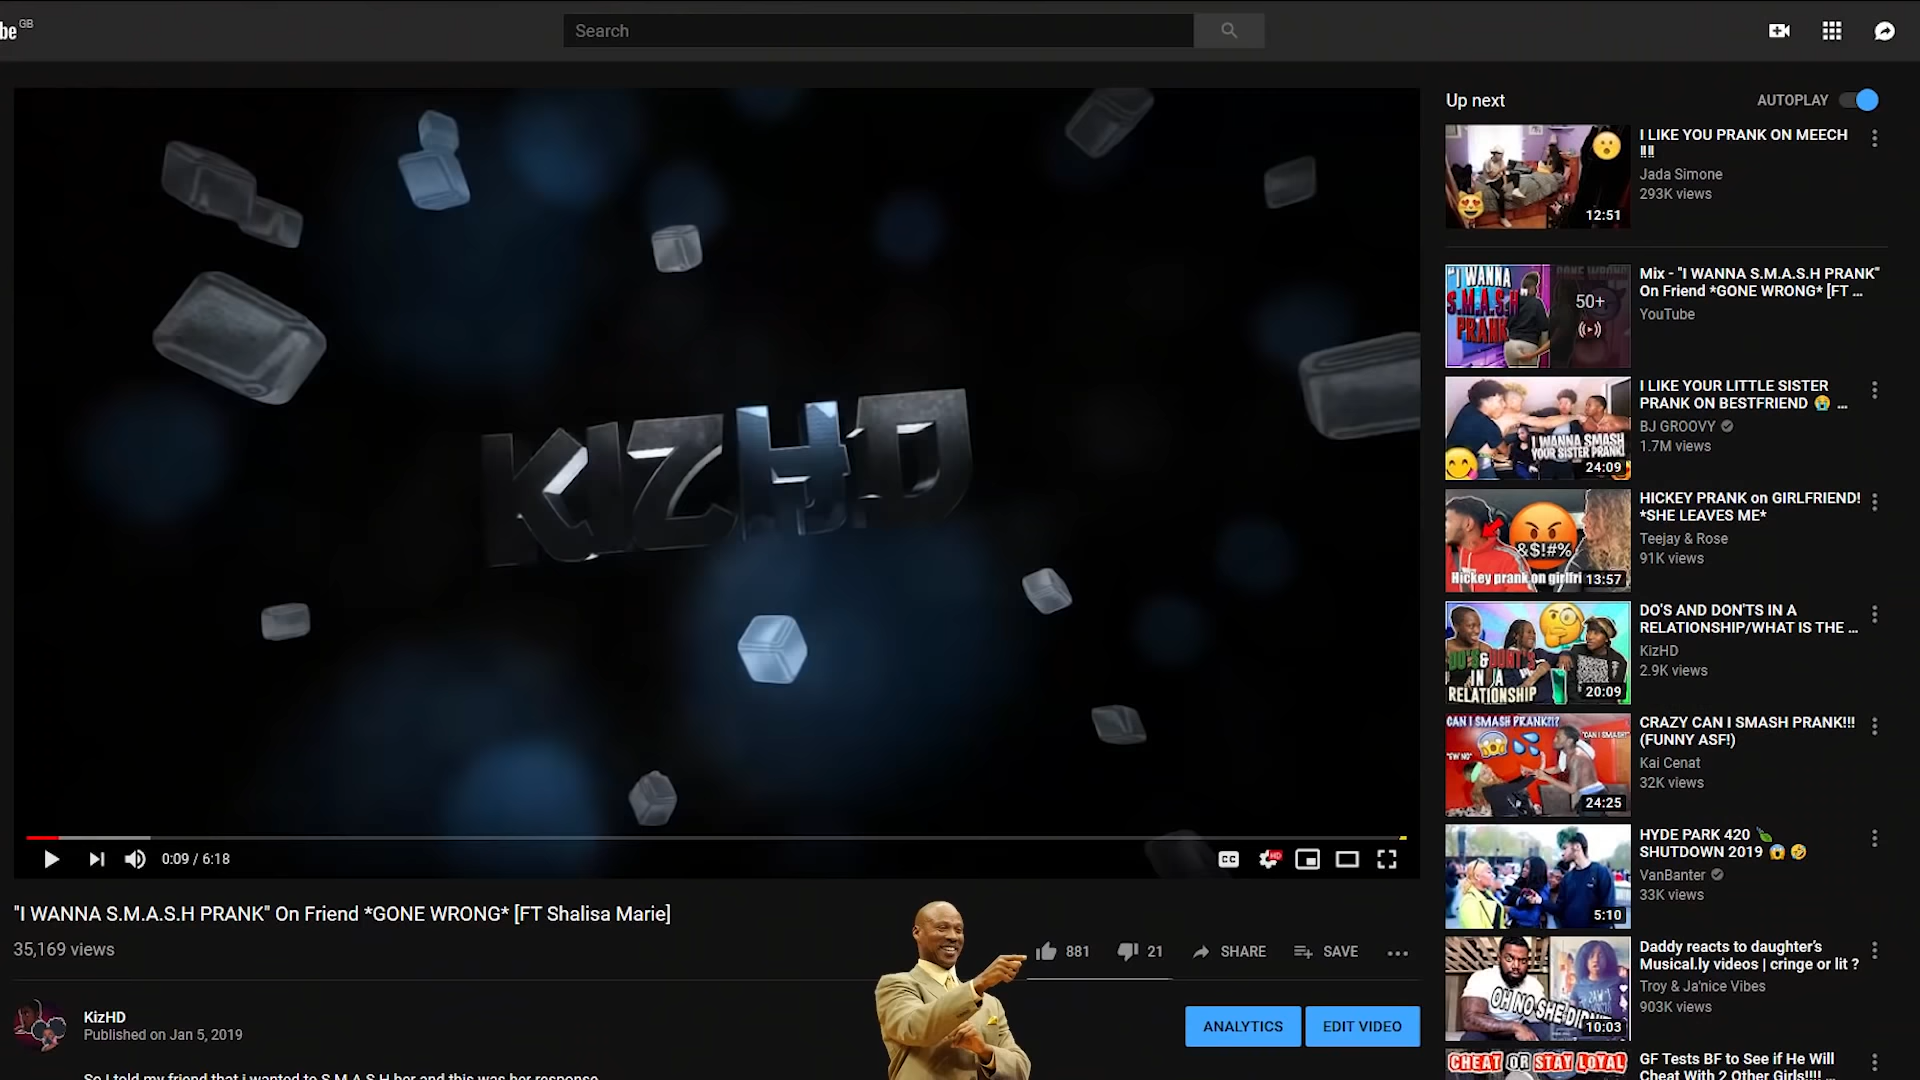 be GB
Search
KIZHD
0:09 / 6:18
CC
HD
"I WANNA S.M.A.S.H PRANK" On Friend *GONE WRONG* [FT Shalisa Marie]
35,169 views
881
21
SHARE
SAVE
KizHD
Published on Jan 5, 2019
ANALYTICS
EDIT VIDEO
So I told my friend that i wanted to S.M.A.S.H her and this was her response
Up next
AUTOPLAY
12:51
I LIKE YOU PRANK ON MEECH
!!!!
Jada Simone
293K views
"I WANNA
S.M.A.S.H
PRANK
GONE WRONG
50+
Mix - "I WANNA S.M.A.S.H PRANK"
On Friend *GONE WRONG* [FT ...
YouTube
I WANNA SMASH
YOUR SISTER PRANK!
24:09
I LIKE YOUR LITTLE SISTER
PRANK ON BESTFRIEND 😭 ...
BJ GROOVY
1.7M views
&$!#%
Hickey prank on girlfri
13:57
HICKEY PRANK on GIRLFRIEND!
*SHE LEAVES ME*
Teejay & Rose
91K views
DO'S & DONT'S
IN A
RELATIONSHIP
20:09
DO'S AND DON'TS IN A
RELATIONSHIP/WHAT IS THE ...
KizHD
2.9K views
CAN I SMASH PRANK!?
"CAN I SMASH"
"EW NO"
24:25
CRAZY CAN I SMASH PRANK!!!
(FUNNY ASF!)
Kai Cenat
32K views
5:10
HYDE PARK 420 🍃
SHUTDOWN 2019 😱 🤣
VanBanter
33K views
OH NO SHE DIDN'T
10:03
Daddy reacts to daughter's
Musical.ly videos | cringe or lit ?
Troy & Ja'nice Vibes
903K views
CHEAT OR STAY LOYAL
GF Tests BF to See if He Will
Cheat With 2 Other Girls!!!! ...